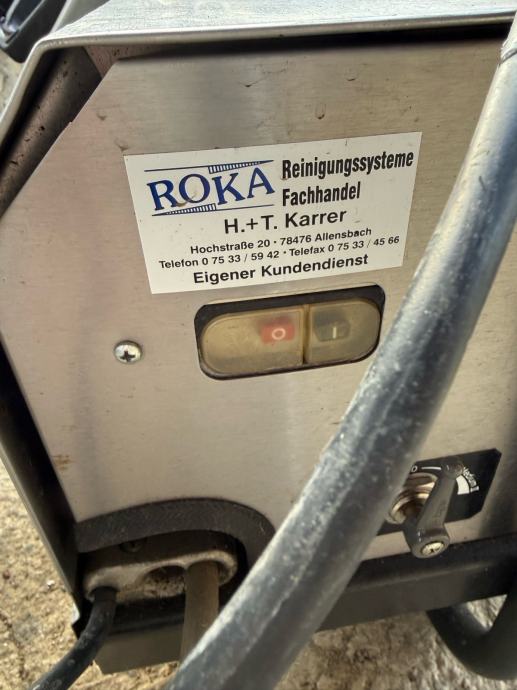 ROKA
Reinigungssysteme
Fachhandel
H.+T. Karrer
Hochstraße 20 · 78476 Allensbach
Telefon 0 75 33 / 59 42 · Telefax 0 75 33 / 45 66
Eigener Kundendienst
O I
O